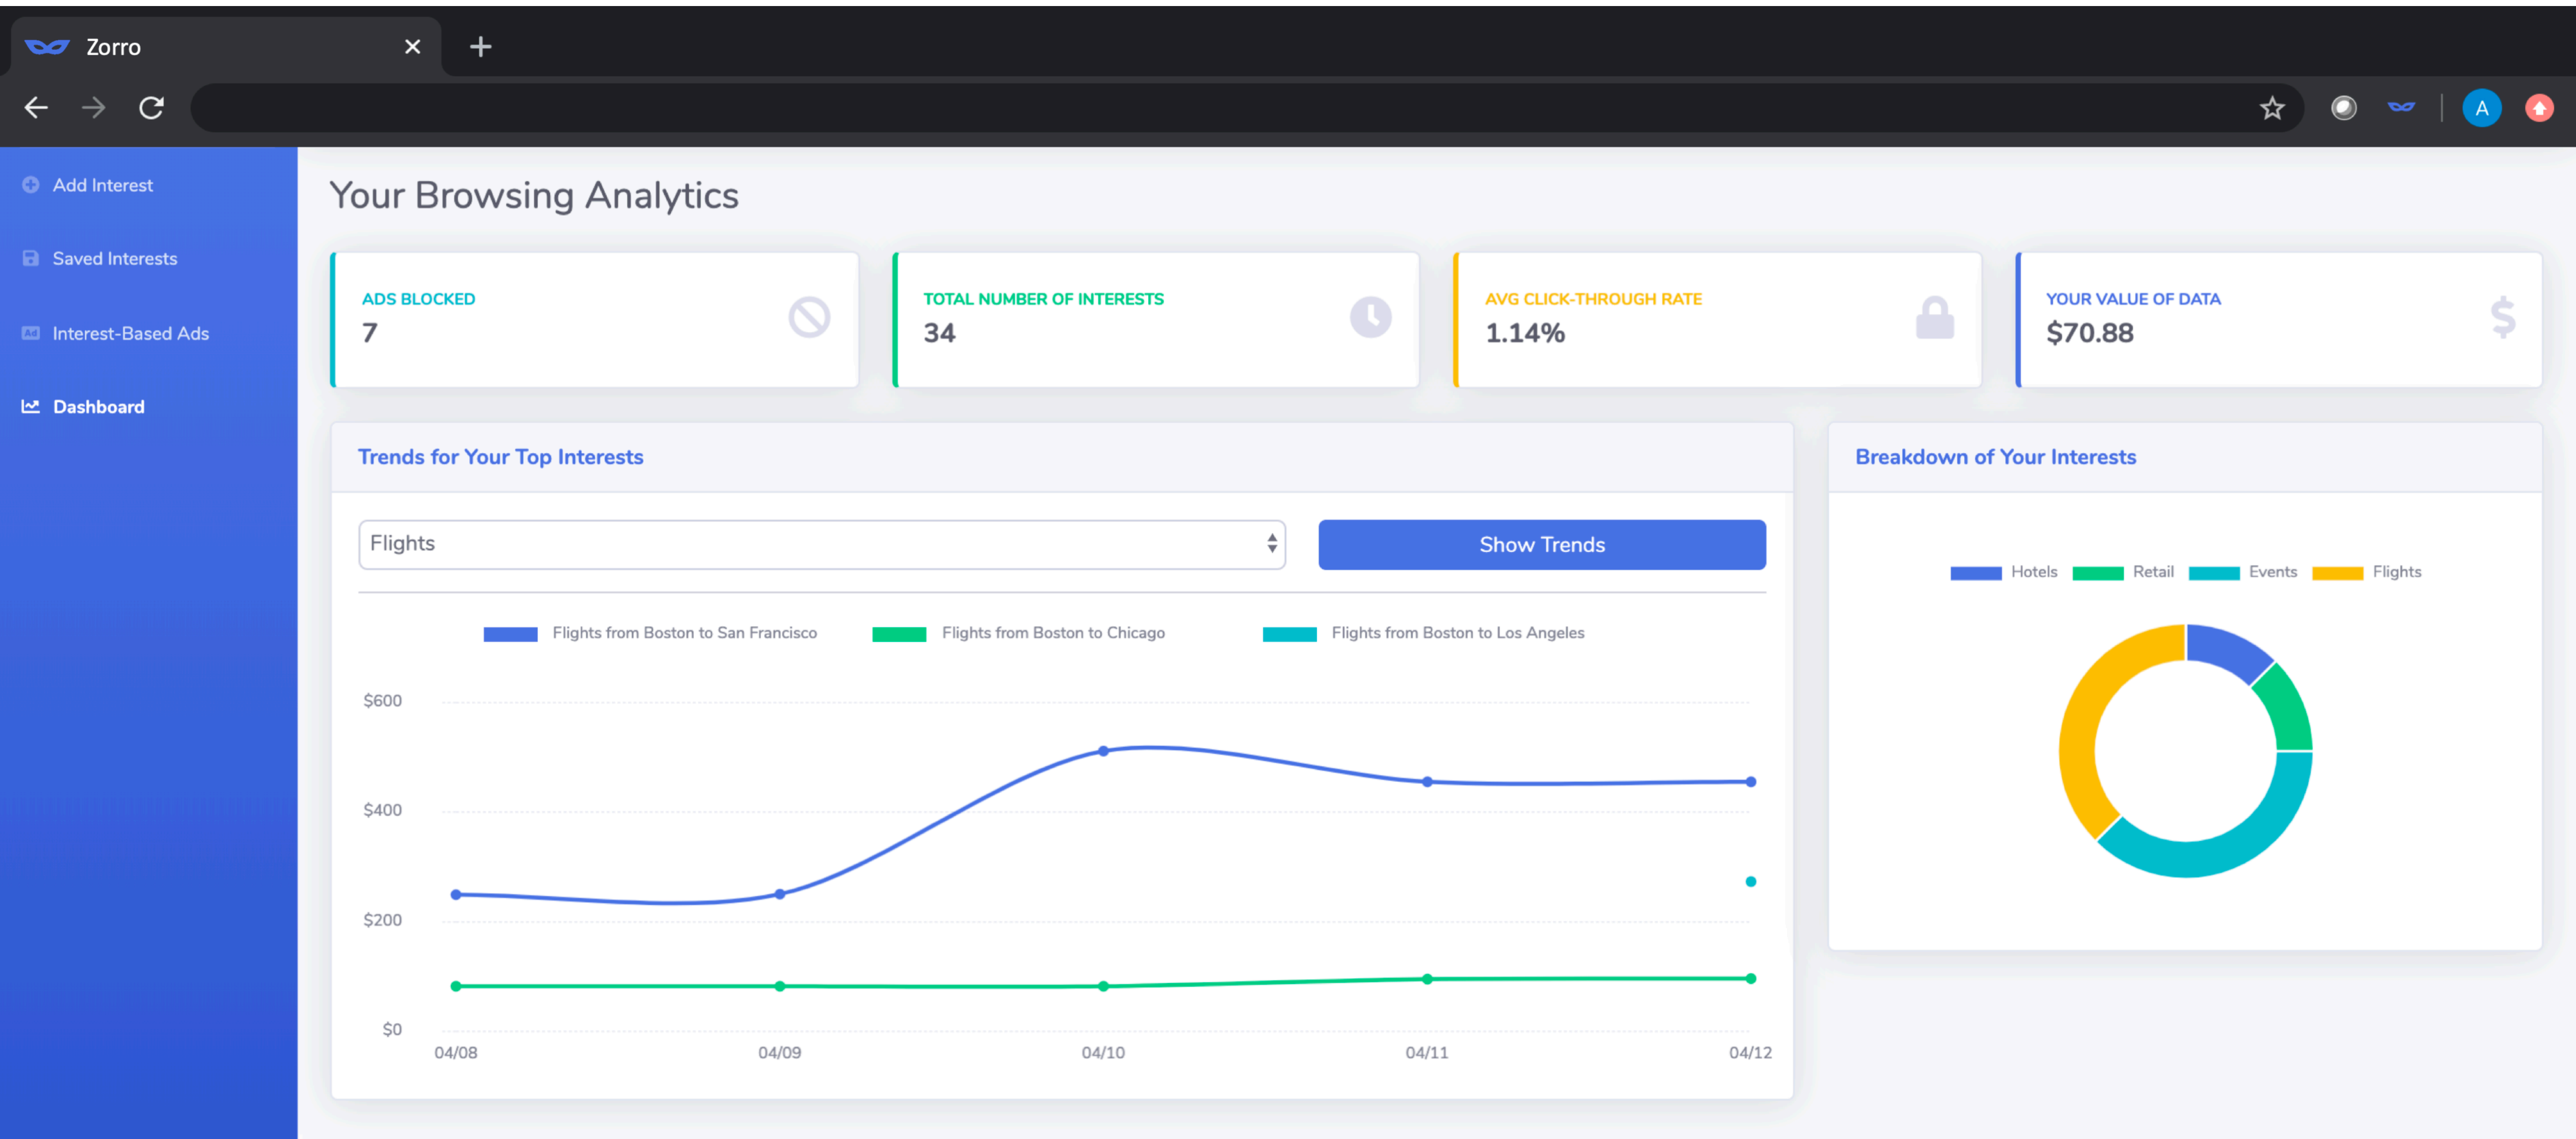 Zorro
A
Add Interest
Saved Interests
Ad Interest-Based Ads
Dashboard
Your Browsing Analytics
ADS BLOCKED
7
TOTAL NUMBER OF INTERESTS
34
AVG CLICK-THROUGH RATE
1.14%
YOUR VALUE OF DATA
$70.88
$
Trends for Your Top Interests
Flights
Show Trends
Flights from Boston to San Francisco
Flights from Boston to Chicago
Flights from Boston to Los Angeles
$600
$400
$200
$0
04/08
04/09
04/10
04/11
04/12
Breakdown of Your Interests
Hotels
Retail
Events
Flights